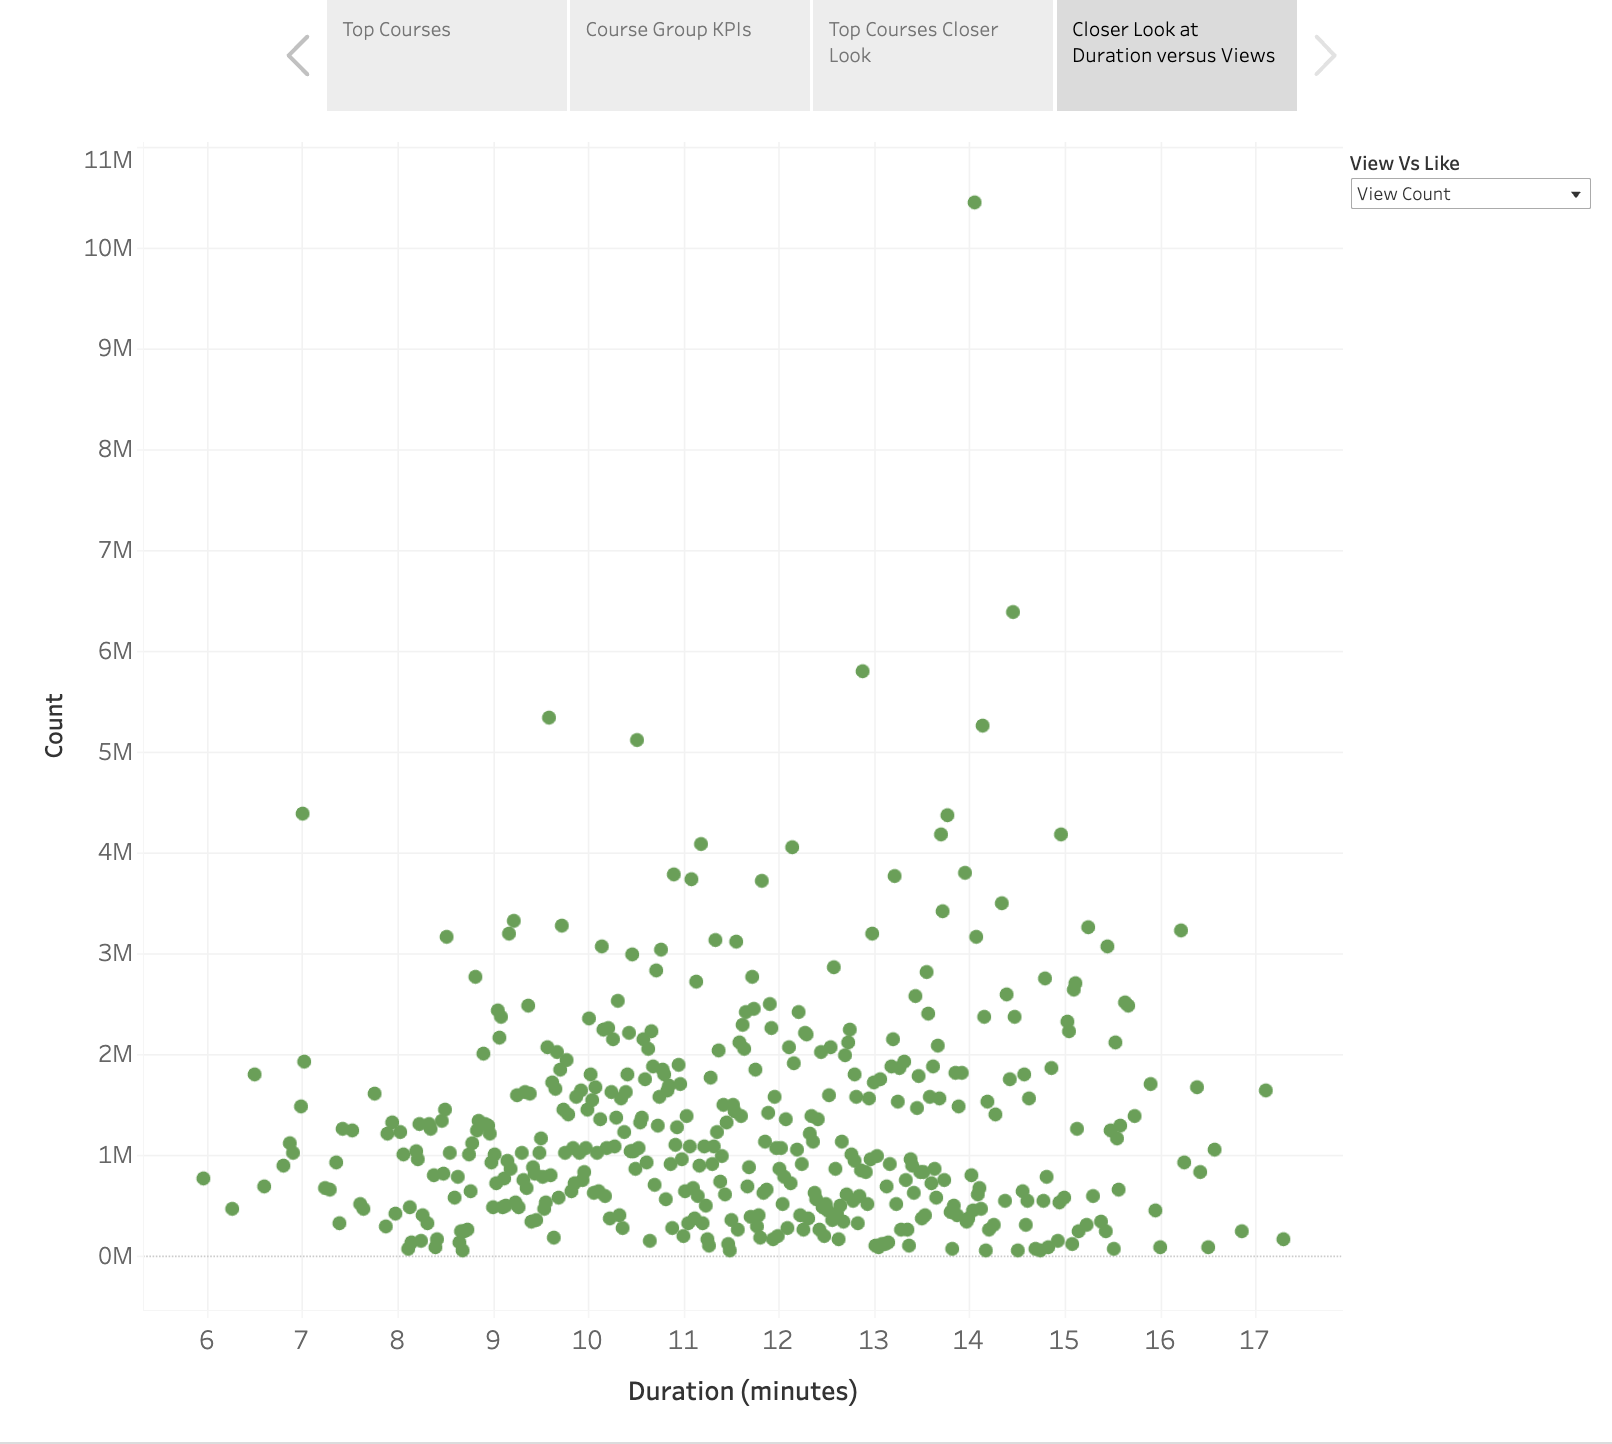 Top Courses
Course Group KPIs
Top Courses Closer
Look
Closer Look at
Duration versus Views
View Vs Like
View Count
11M
10M
9M
8M
7M
6M
5M
4M
3M
2M
1M
0M
Count
6 7 8 9 10 11 12 13 14 15 16 17
Duration (minutes)